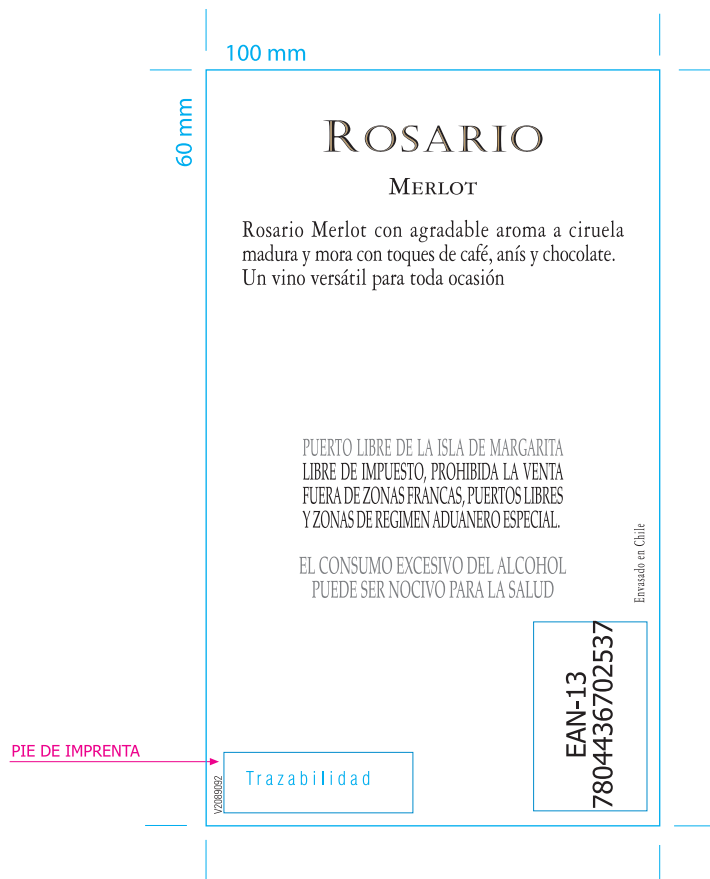 100 mm
60 mm
ROSARIO
MERLOT
Rosario Merlot con agradable aroma a ciruela
madura y mora con toques de café, anís y chocolate.
Un vino versátil para toda ocasión
PUERTO LIBRE DE LA ISLA DE MARGARITA
LIBRE DE IMPUESTO, PROHIBIDA LA VENTA
FUERA DE ZONAS FRANCAS, PUERTOS LIBRES
Y ZONAS DE REGIMEN ADUANERO ESPECIAL.
EL CONSUMO EXCESIVO DEL ALCOHOL
PUEDE SER NOCIVO PARA LA SALUD
Envasado en Chile
EAN-13
7804436702537
PIE DE IMPRENTA
V2089092
Trazabilidad